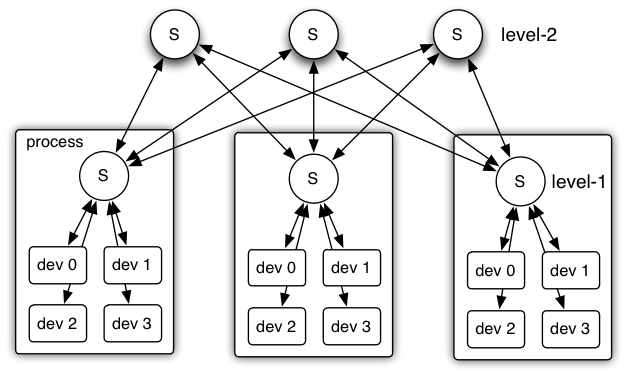 S S S level-2
process
S S S level-1
dev 0 dev 1 dev 0 dev 1 dev 0 dev 1
dev 2 dev 3 dev 2 dev 3 dev 2 dev 3